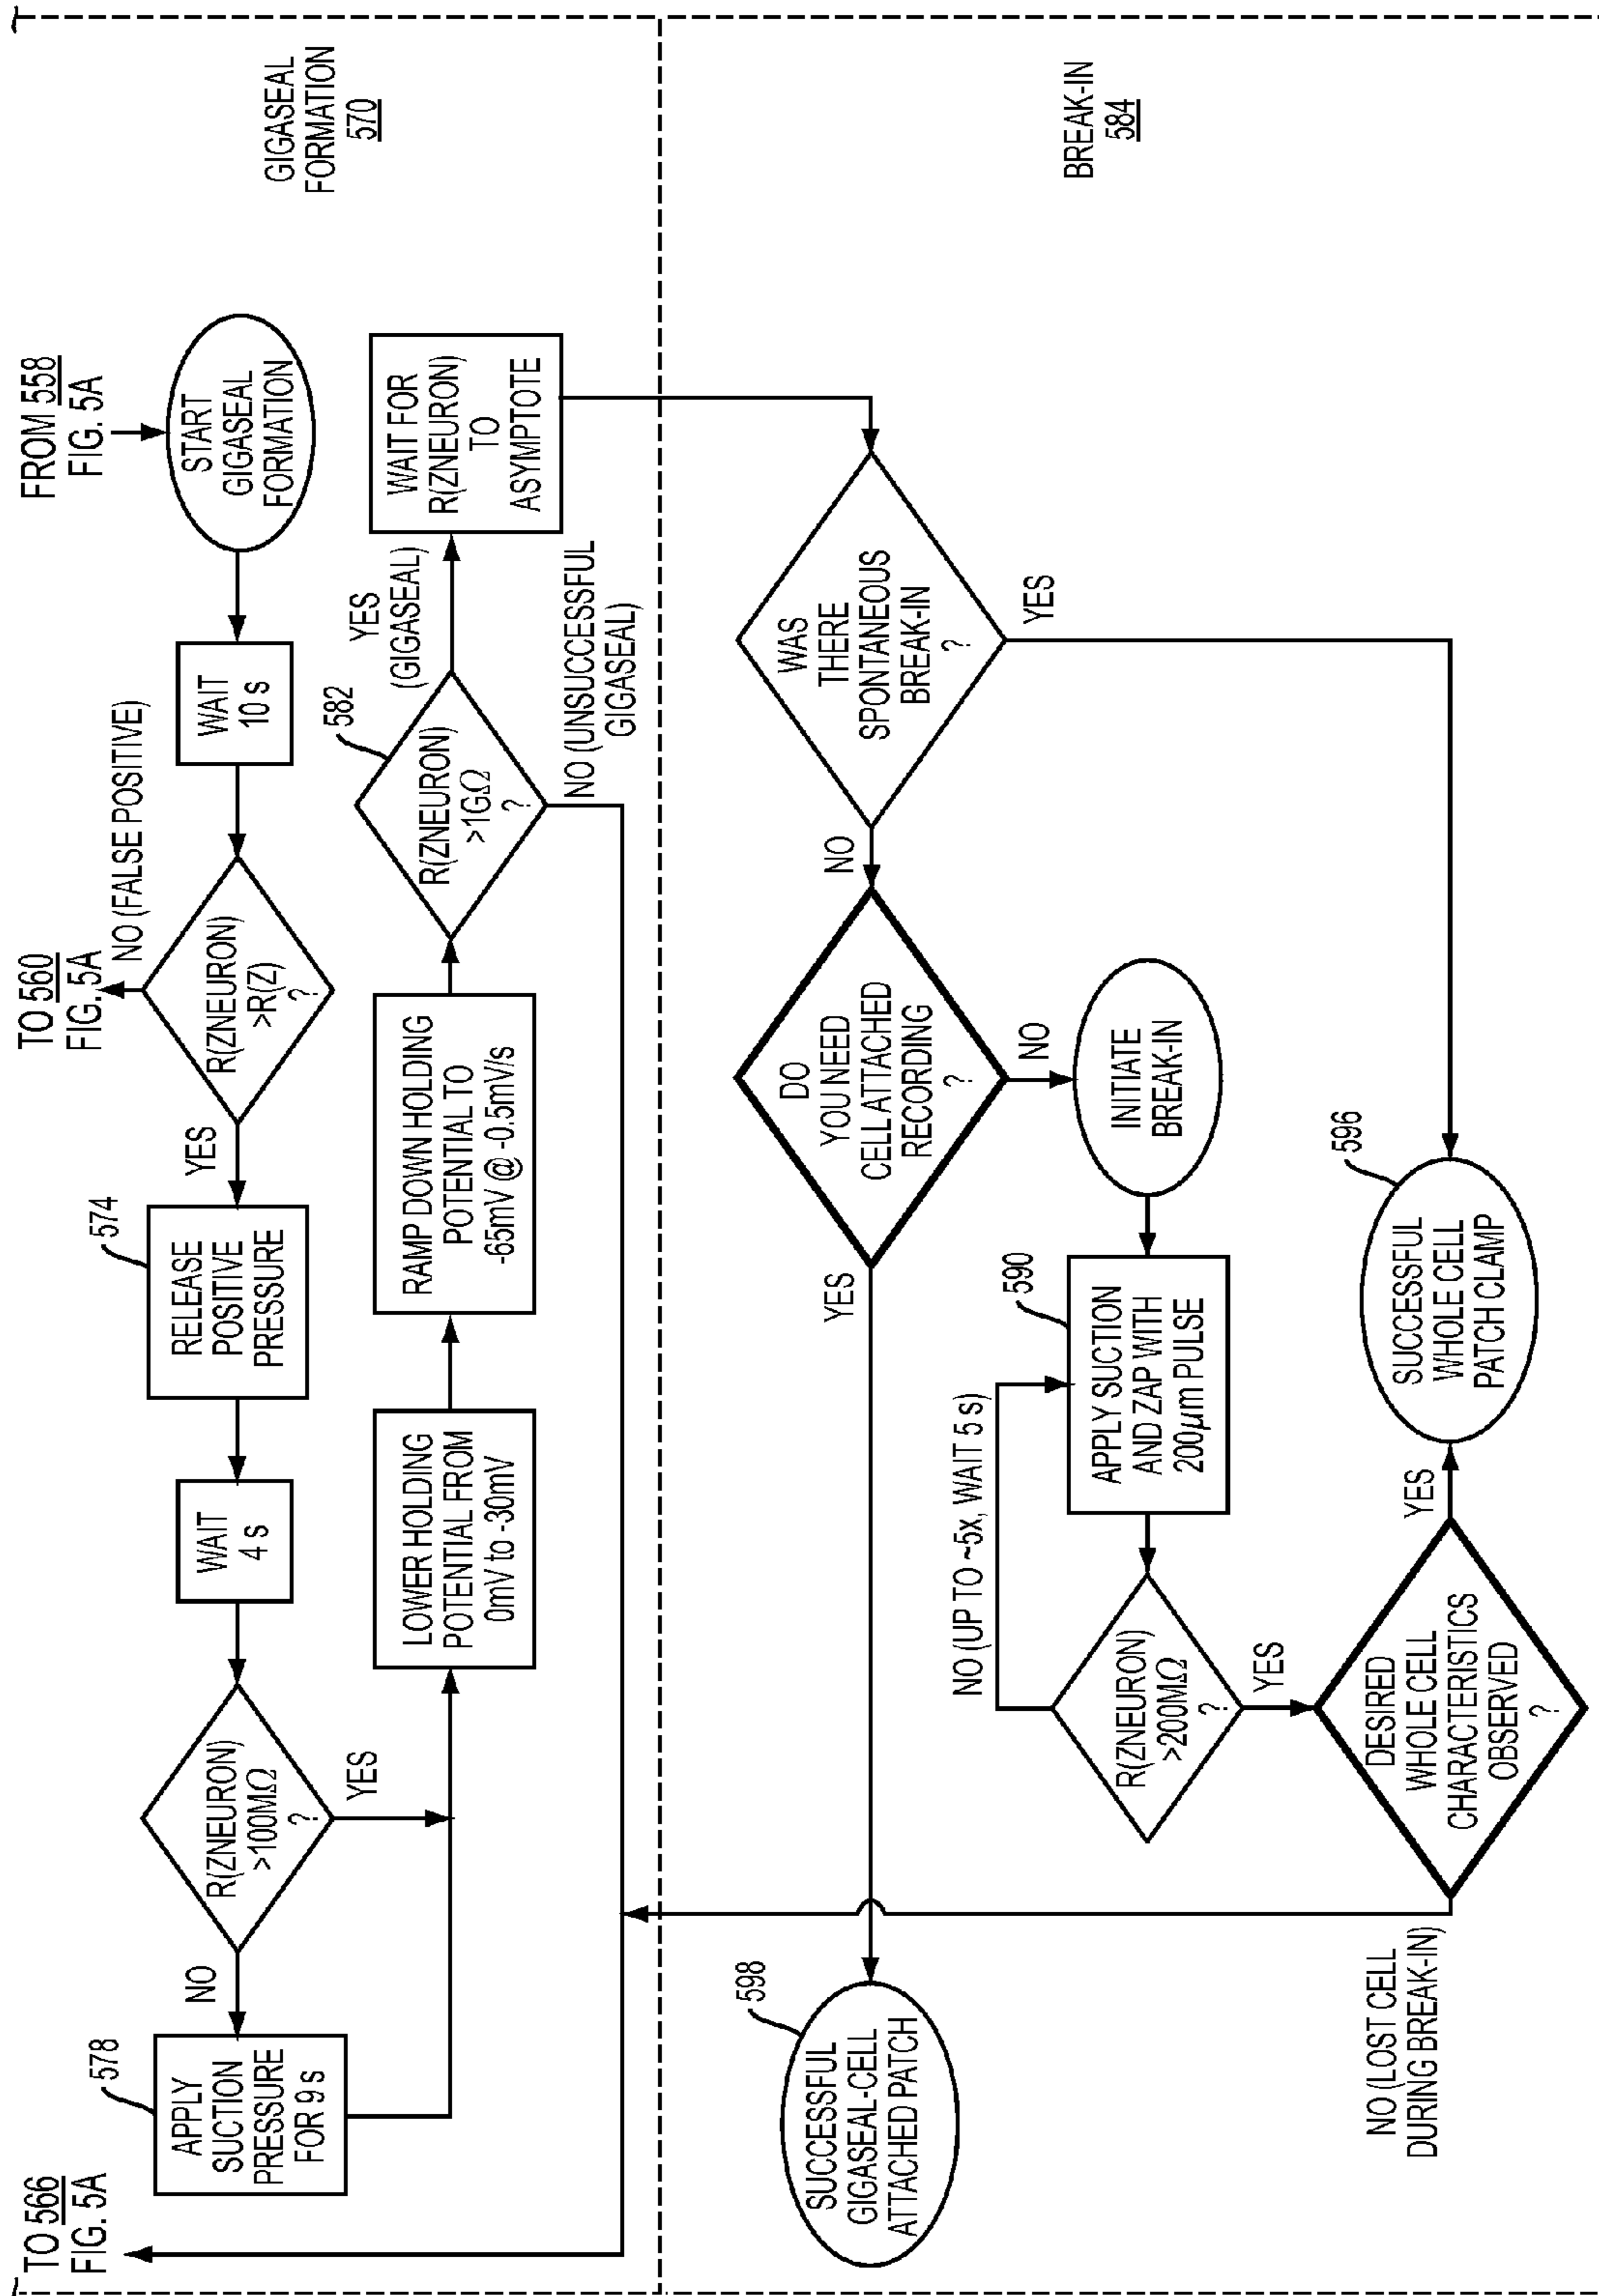 FROM 558
FIG. 5A
START
GIGASEAL
FORMATION
WAIT
10 s
TO 560
FIG. 5A
NO (FALSE POSITIVE)
R(ZNEURON)
>R(Z)
?
YES
574
RELEASE
POSITIVE
PRESSURE
WAIT
4 s
R(ZNEURON)
>100MΩ
?
YES
NO
578
APPLY
SUCTION
PRESSURE
FOR 9 s
TO 566
FIG. 5A
LOWER HOLDING
POTENTIAL FROM
0mV to -30mV
RAMP DOWN HOLDING
POTENTIAL TO
-65mV @ -0.5mV/s
582
R(ZNEURON)
>1GΩ
?
YES
(GIGASEAL)
NO (UNSUCCESSFUL
GIGASEAL)
WAIT FOR
R(ZNEURON)
TO
ASYMPTOTE
GIGASEAL
FORMATION
570
BREAK-IN
584
WAS
THERE
SPONTANEOUS
BREAK-IN
?
YES
NO
DO
YOU NEED
CELL ATTACHED
RECORDING
?
YES
NO
598
SUCCESSFUL
GIGASEAL-CELL
ATTACHED PATCH
INITIATE
BREAK-IN
590
APPLY SUCTION
AND ZAP WITH
200µm PULSE
NO (UP TO ~5x, WAIT 5 s)
R(ZNEURON)
>200MΩ
?
YES
DESIRED
WHOLE CELL
CHARACTERISTICS
OBSERVED
?
YES
NO (LOST CELL
DURING BREAK-IN)
596
SUCCESSFUL
WHOLE CELL
PATCH CLAMP